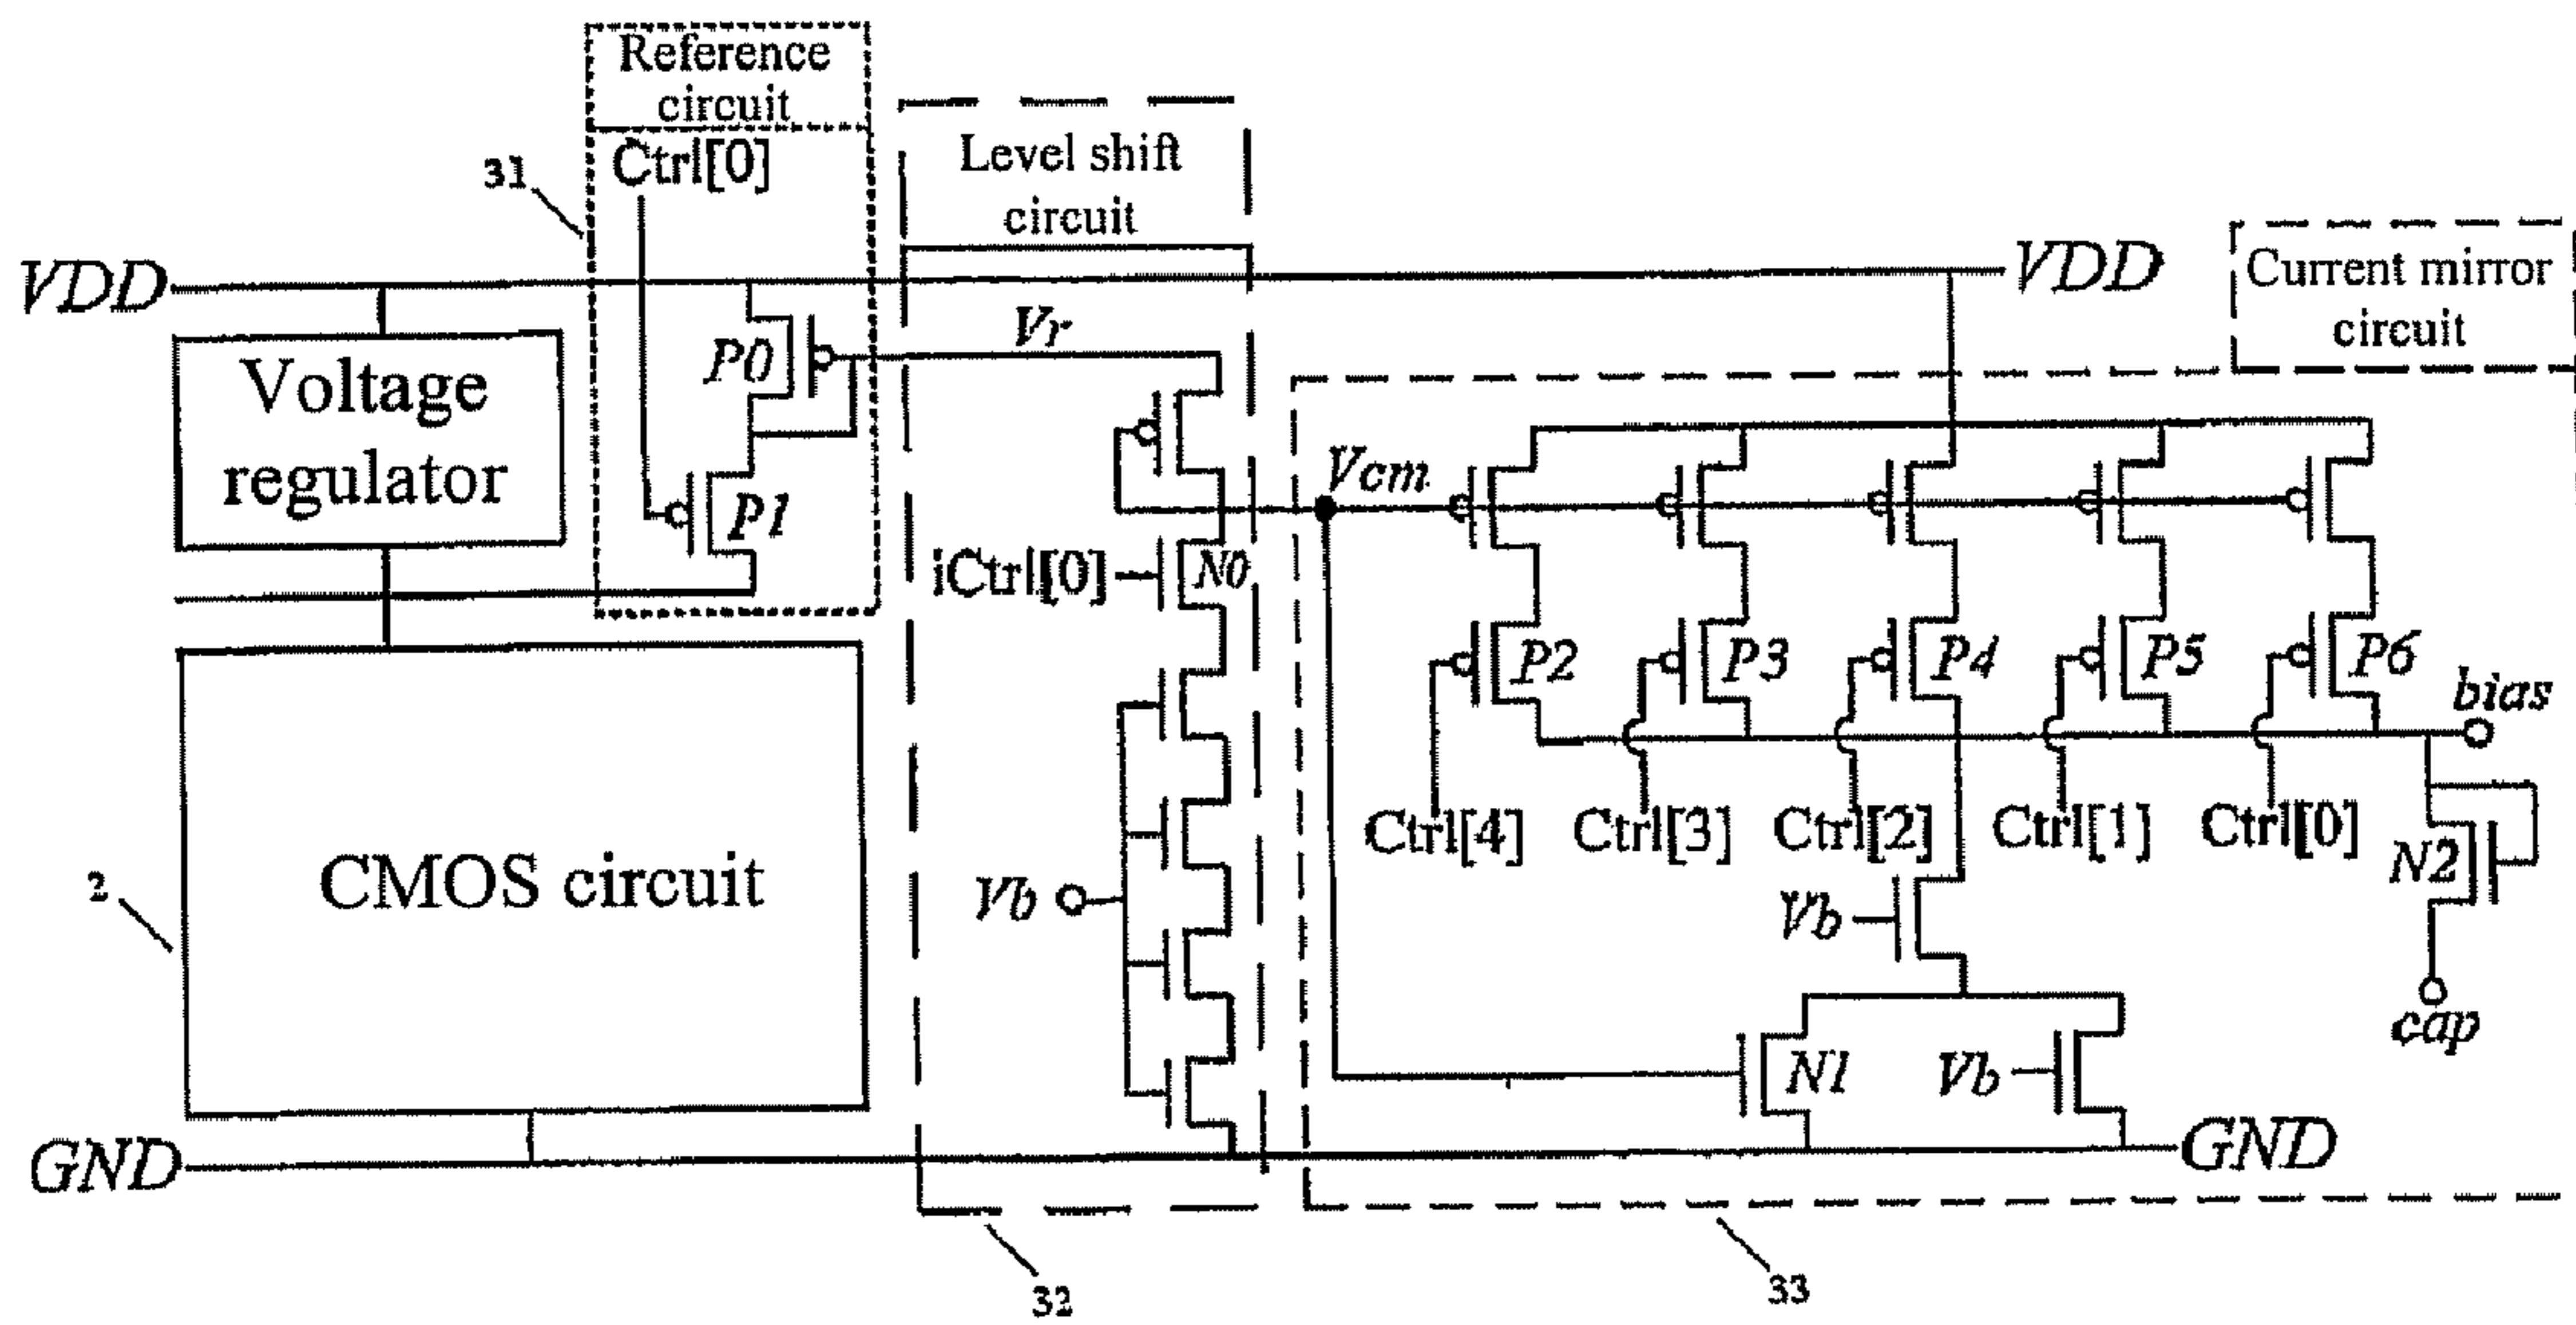 Reference
circuit
Ctrl[0]
31
Level shift
circuit
VDD
VDD
Current mirror
circuit
Voltage
regulator
P0
Vr
P1
Vcm
iCtrl[0]
N0
P2
P3
P4
P5
P6
bias
Ctrl[4]
Ctrl[3]
Ctrl[2]
Ctrl[1]
Ctrl[0]
N2
2
CMOS circuit
Vb
Vb
cap
N1
Vb
GND
GND
32
33